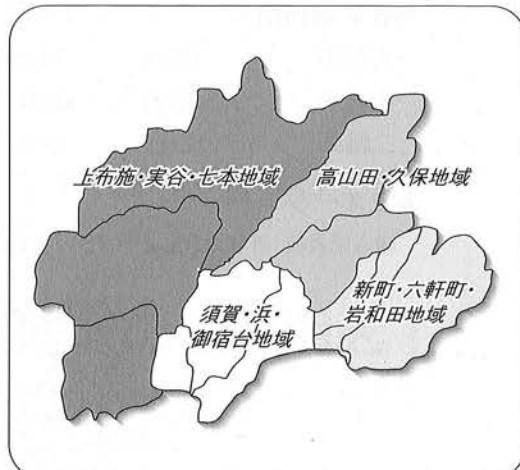 上布施・実谷・七本地域
高山田・久保地域
新町・六軒町・
岩和田地域
須賀・浜・
御宿台地域